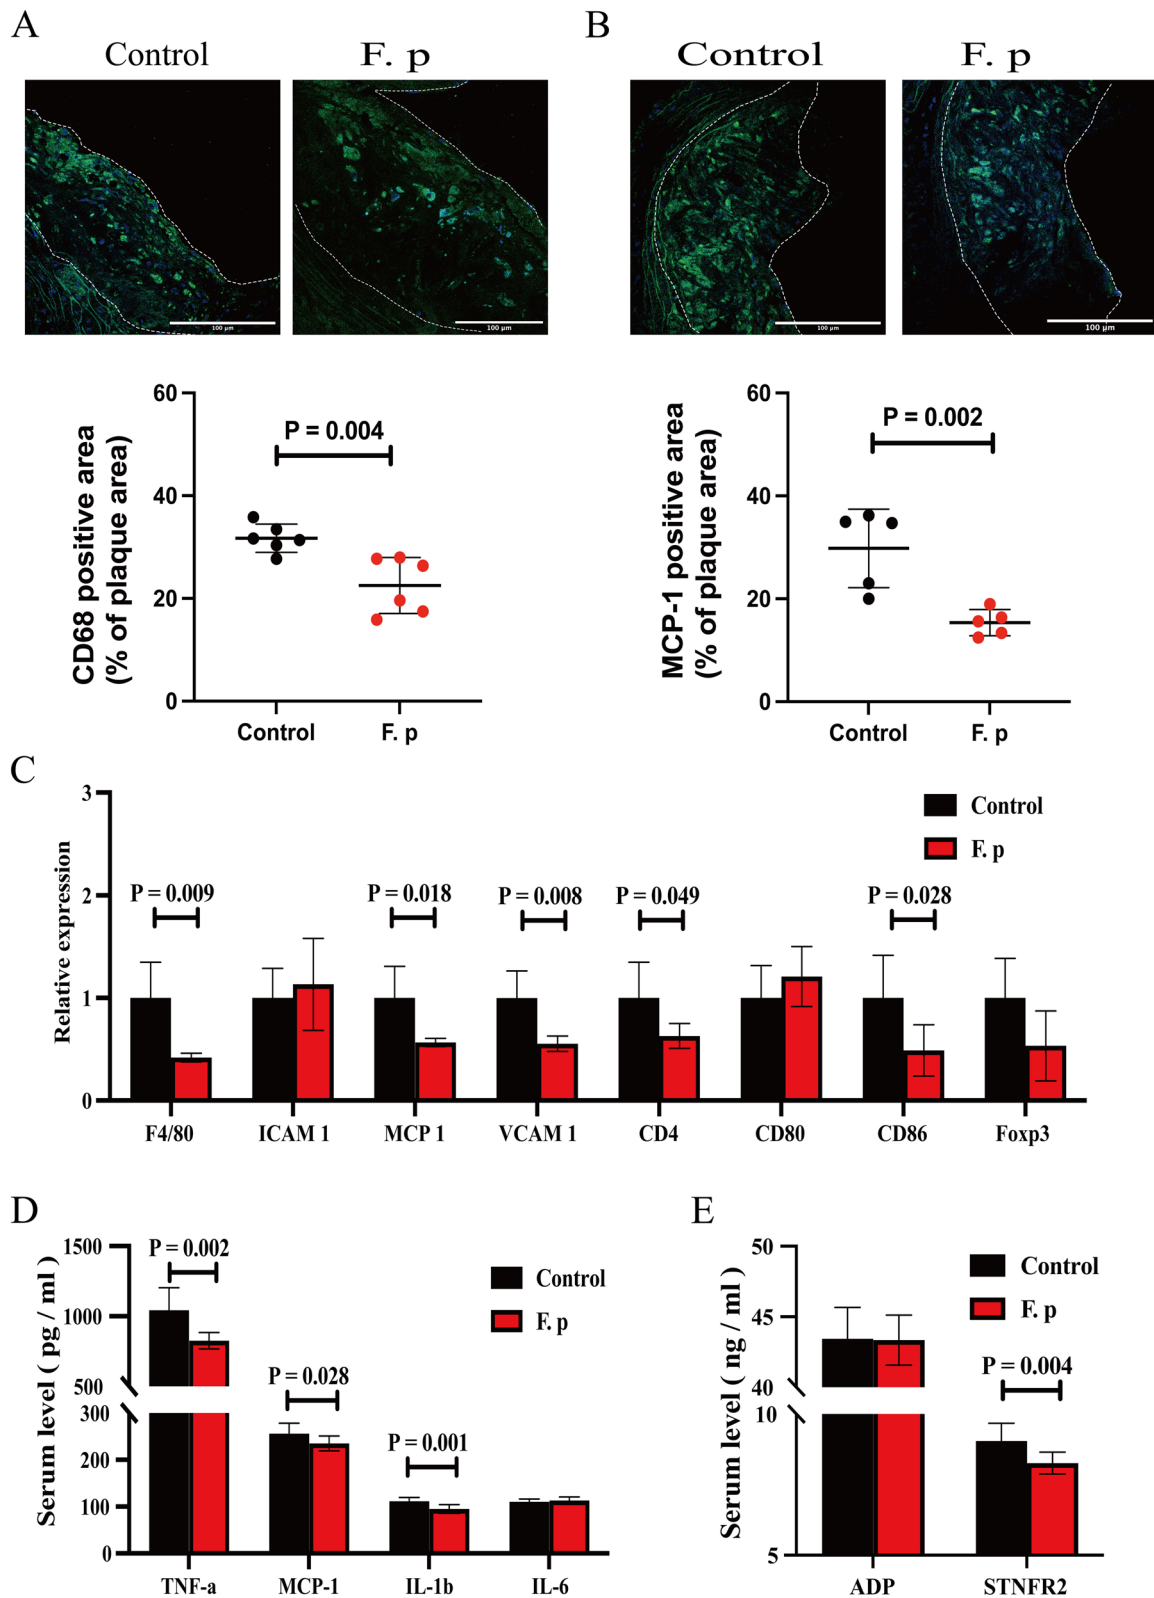 A
B
Control
F. p
Control
F. p
100 μm
100 μm
100 μm
100 μm
CD68 positive area
(% of plaque area)
60
40
20
0
P = 0.004
Control
F. p
MCP-1 positive area
(% of plaque area)
60
40
20
0
P = 0.002
Control
F. p
C
Relative expression
3
2
1
0
Control
F. p
P = 0.009
P = 0.018
P = 0.008
P = 0.049
P = 0.028
F4/80
ICAM 1
MCP 1
VCAM 1
CD4
CD80
CD86
Foxp3
D
Serum level ( pg / ml )
1500
1000
500
300
200
100
0
P = 0.002
P = 0.028
P = 0.001
Control
F. p
TNF-a
MCP-1
IL-1b
IL-6
E
Serum level ( ng / ml )
50
45
40
10
5
Control
F. p
P = 0.004
ADP
STNFR2